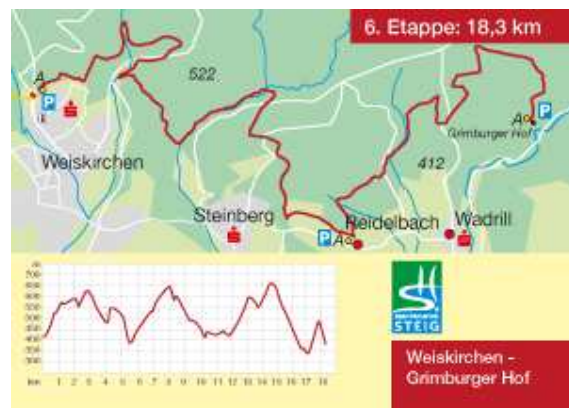 6. Etappe: 18,3 km
522
A
P
Weiskirchen
412
A
P
Grimburger Hof
Steinberg
P A
Reidelbach
Wadrill
m
700
650
600
550
500
450
400
350
300
km 1 2 3 4 5 6 7 8 9 10 11 12 13 14 15 16 17 18
STEIG
Weiskirchen -
Grimburger Hof